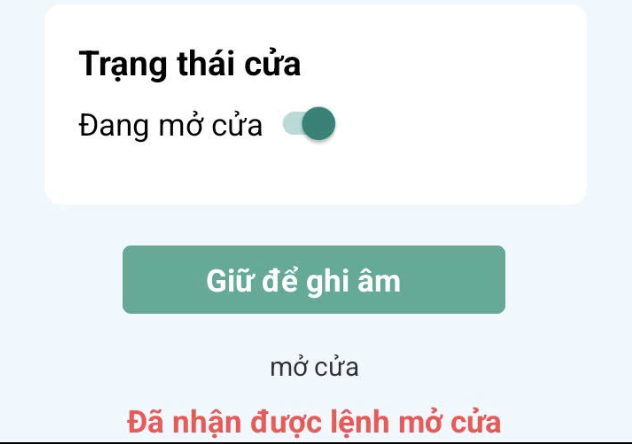 Trạng thái cửa
Đang mở cửa
Giữ để ghi âm
mở cửa
Đã nhận được lệnh mở cửa